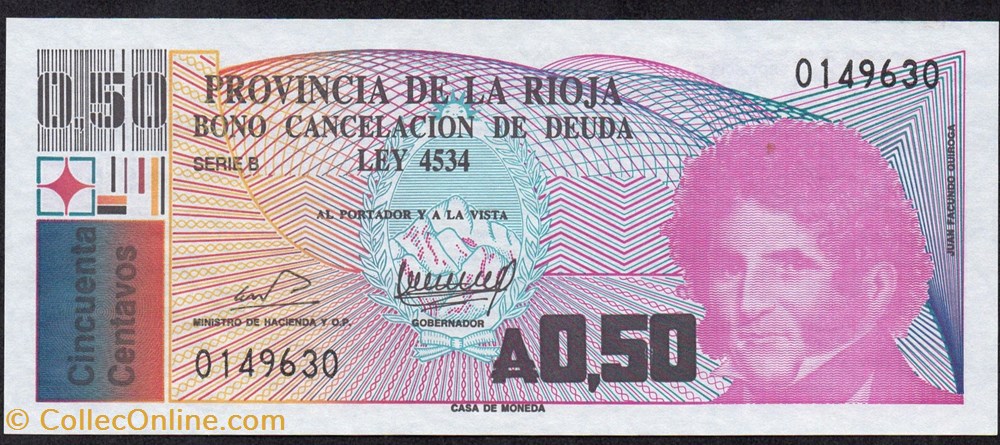 0.50
PROVINCIA DE LA RIOJA
0149630
BONO CANCELACION DE DEUDA
SERIE B
LEY 4534
AL PORTADOR Y A LA VISTA
JUAN FACUNDO QUIROGA
Cincuenta
Centavos
MINISTRO DE HACIENDA Y O.P.
GOBERNADOR
0149630
₳0,50
CASA DE MONEDA
© CollecOnline.com